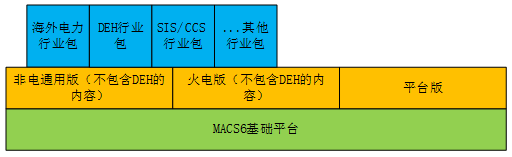 海外电力
行业包
DEH行业
包
SIS/CCS
行业包
...其他
行业包
非电通用版（不包含DEH的
内容）
火电版（不包含DEH的内
容）
平台版
MACS6基础平台